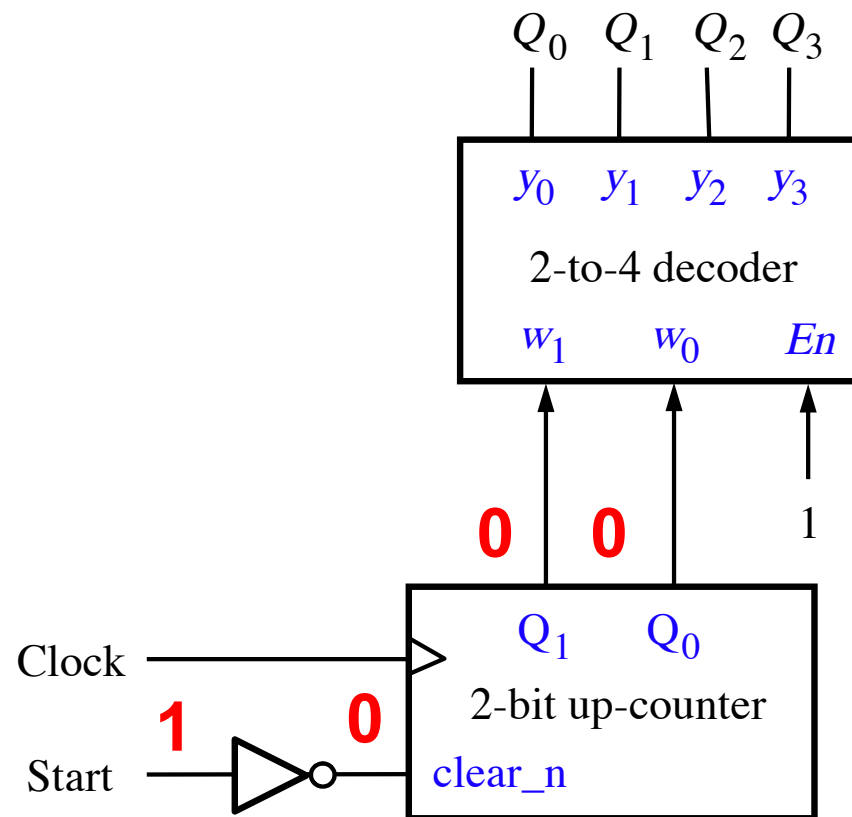 Q0 Q1 Q2 Q3
y0 y1 y2 y3
2-to-4 decoder
w1 w0 En
0 0 1
Q1 Q0
Clock
2-bit up-counter
1 0
Start
clear_n